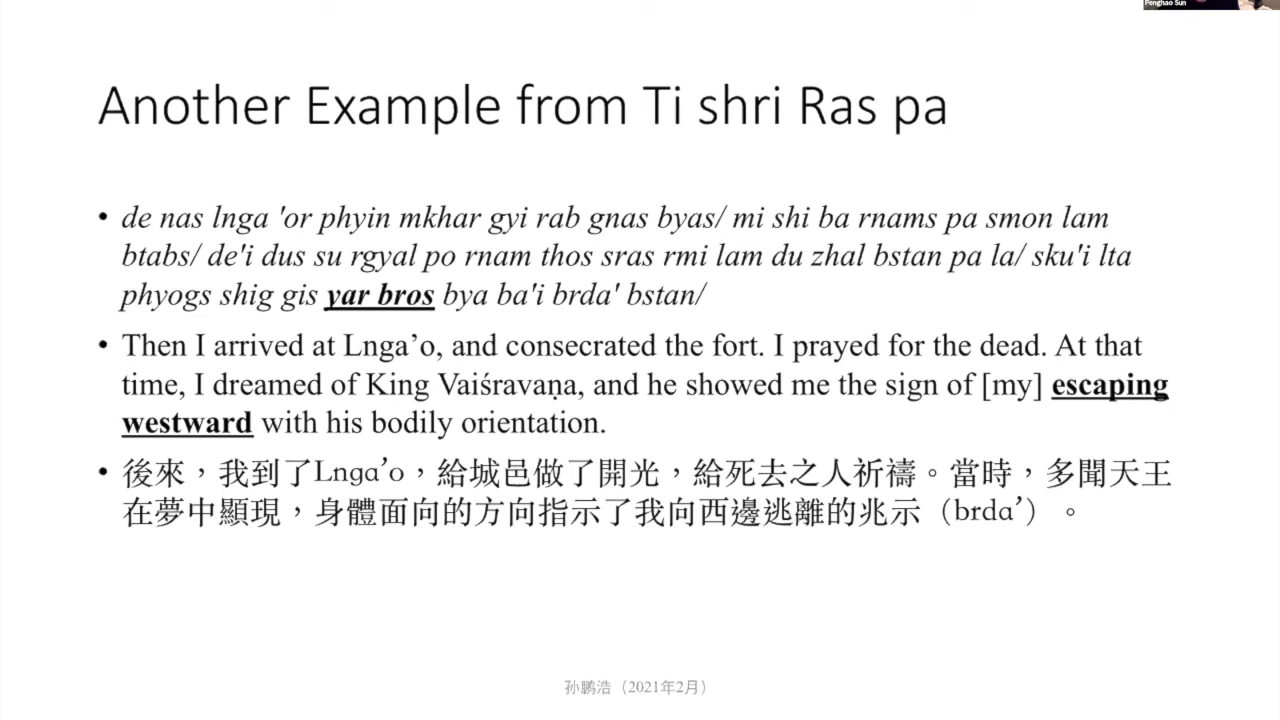 Penghao Sun
Another Example from Ti shri Ras pa
• de nas lnga 'or phyin mkhar gyi rab gnas byas/ mi shi ba rnams pa smon lam
btabs/ de'i dus su rgyal po rnam thos sras rmi lam du zhal bstan pa la/ sku'i lta
phyogs shig gis yar bros bya ba'i brda' bstan/
• Then I arrived at Lnga’o, and consecrated the fort. I prayed for the dead. At that
time, I dreamed of King Vaiśravaṇa, and he showed me the sign of [my] escaping
westward with his bodily orientation.
• 後來，我到了Lnga’o，給城邑做了開光，給死去之人祈禱。當時，多聞天王
在夢中顯現，身體面向的方向指示了我向西邊逃離的兆示（brda’）。
孙鹏浩（2021年2月）